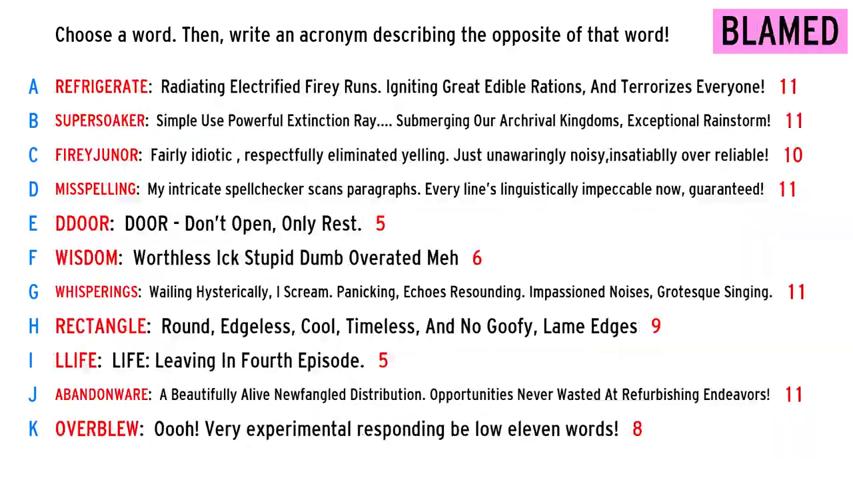 Choose a word. Then, write an acronym describing the opposite of that word!
BLAMED
A REFRIGERATE: Radiating Electrified Firey Runs. Igniting Great Edible Rations, And Terrorizes Everyone! 11
B SUPERSOAKER: Simple Use Powerful Extinction Ray.... Submerging Our Archrival Kingdoms, Exceptional Rainstorm! 11
C FIREYJUNOR: Fairly idiotic , respectfully eliminated yelling. Just unawaringly noisy,insatiablly over reliable! 10
D MISSPELLING: My intricate spellchecker scans paragraphs. Every line's linguistically impeccable now, guaranteed! 11
E DDOOR: DOOR - Don't Open, Only Rest. 5
F WISDOM: Worthless Ick Stupid Dumb Overated Meh 6
G WHISPERINGS: Wailing Hysterically, I Scream. Panicking, Echoes Resounding. Impassioned Noises, Grotesque Singing. 11
H RECTANGLE: Round, Edgeless, Cool, Timeless, And No Goofy, Lame Edges 9
I LLIFE: LIFE: Leaving In Fourth Episode. 5
J ABANDONWARE: A Beautifully Alive Newfangled Distribution. Opportunities Never Wasted At Refurbishing Endeavors! 11
K OVERBLEW: Oooh! Very experimental responding be low eleven words! 8